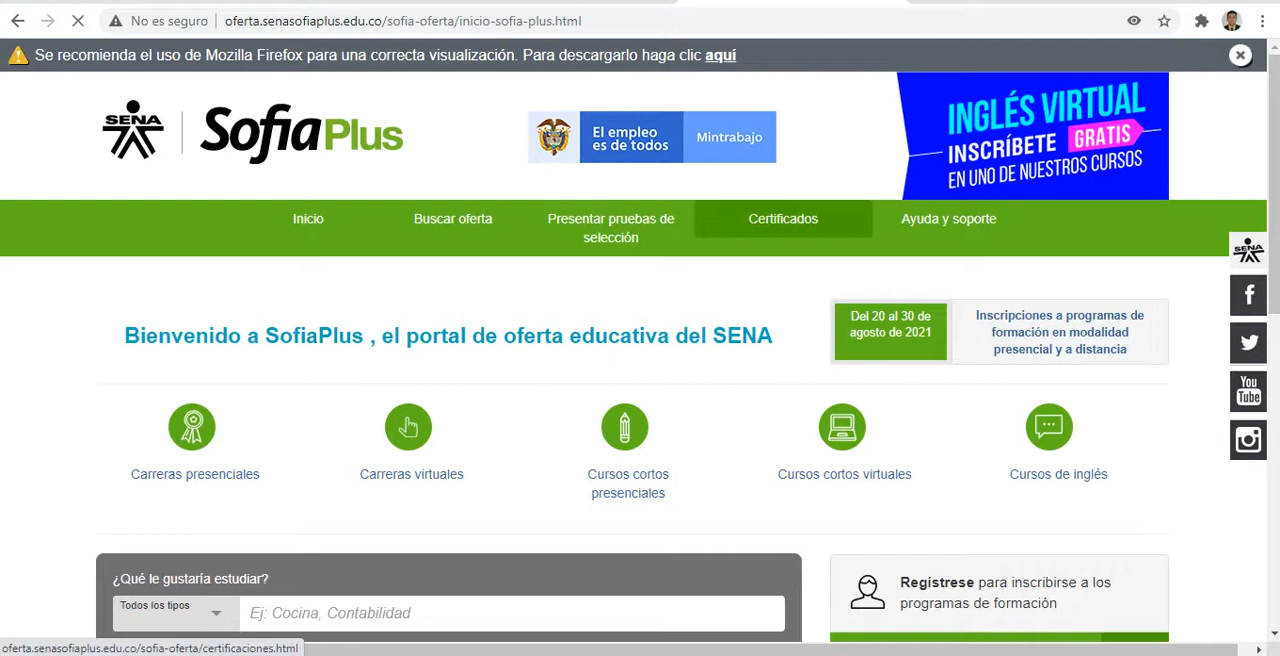 No es seguro
oferta.senasofiaplus.edu.co/sofia-oferta/inicio-sofia-plus.html
Se recomienda el uso de Mozilla Firefox para una correcta visualización. Para descargarlo haga clic aquí
SENA
SofiaPlus
El empleo
es de todos
Mintrabajo
INGLÉS VIRTUAL
INSCRÍBETE GRATIS
EN UNO DE NUESTROS CURSOS
Inicio
Buscar oferta
Presentar pruebas de
selección
Certificados
Ayuda y soporte
SENA
Bienvenido a SofiaPlus , el portal de oferta educativa del SENA
Del 20 al 30 de
agosto de 2021
Inscripciones a programas de
formación en modalidad
presencial y a distancia
You
Tube
Carreras presenciales
Carreras virtuales
Cursos cortos
presenciales
Cursos cortos virtuales
Cursos de inglés
¿Qué le gustaría estudiar?
Todos los tipos
Ej: Cocina, Contabilidad
Regístrese para inscribirse a los
programas de formación
oferta.senasofiaplus.edu.co/sofia-oferta/certificaciones.html